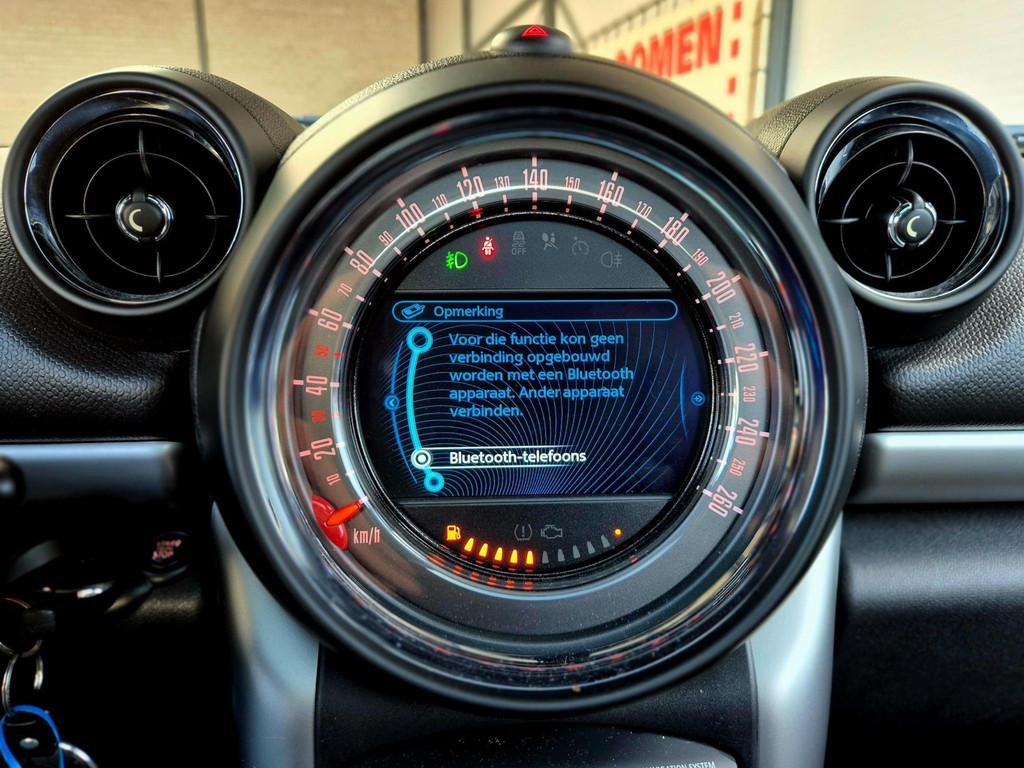 OMEN
10
20
30
40
50
60
70
80
90
100
110
120
130
140
150
160
170
180
190
200
210
220
230
240
250
260
km/h
OFF
Opmerking
Voor die functie kon geen
verbinding opgebouwd
worden met een Bluetooth
apparaat. Ander apparaat
verbinden.
Bluetooth-telefoons
SYSTEM